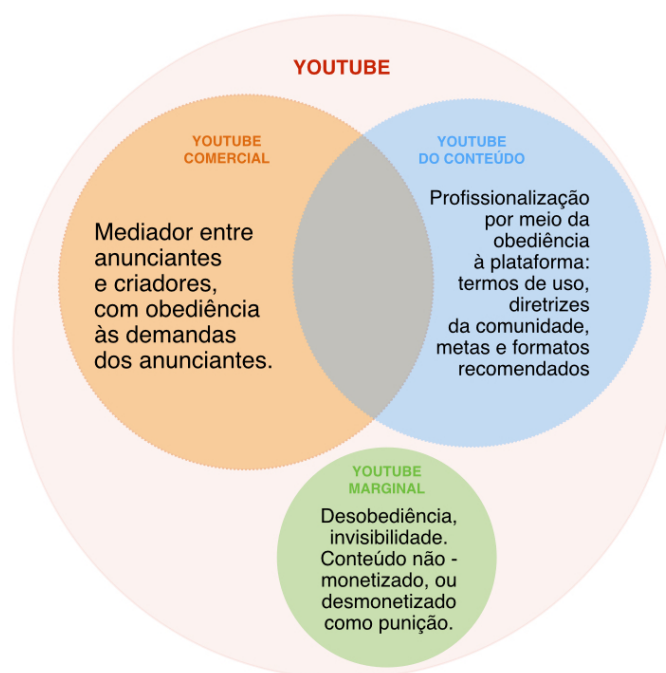 YOUTUBE
YOUTUBE
COMERCIAL
Mediador entre
anunciantes
e criadores,
com obediência
às demandas
dos anunciantes.
YOUTUBE
DO CONTEÚDO
Profissionalização
por meio da
obediência
à plataforma:
termos de uso,
diretrizes
da comunidade,
metas e formatos
recomendados
YOUTUBE
MARGINAL
Desobediência,
invisibilidade.
Conteúdo não -
monetizado, ou
desmonetizado
como punição.